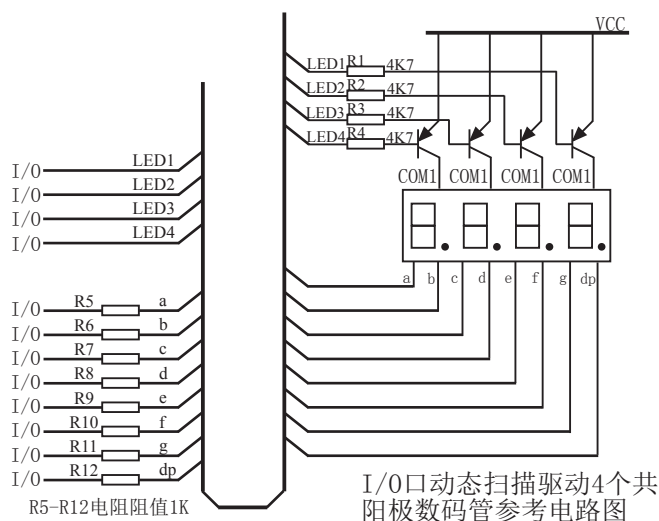 VCC
LED1 R1 4K7
LED2 R2 4K7
LED3 R3 4K7
LED4 R4 4K7
COM1 COM1 COM1 COM1
I/O LED1
I/O LED2
I/O LED3
I/O LED4
a b c d e f g dp
I/O R5 a
I/O R6 b
I/O R7 c
I/O R8 d
I/O R9 e
I/O R10 f
I/O R11 g
I/O R12 dp
R5-R12电阻阻值1K
I/O口动态扫描驱动4个共
阳极数码管参考电路图